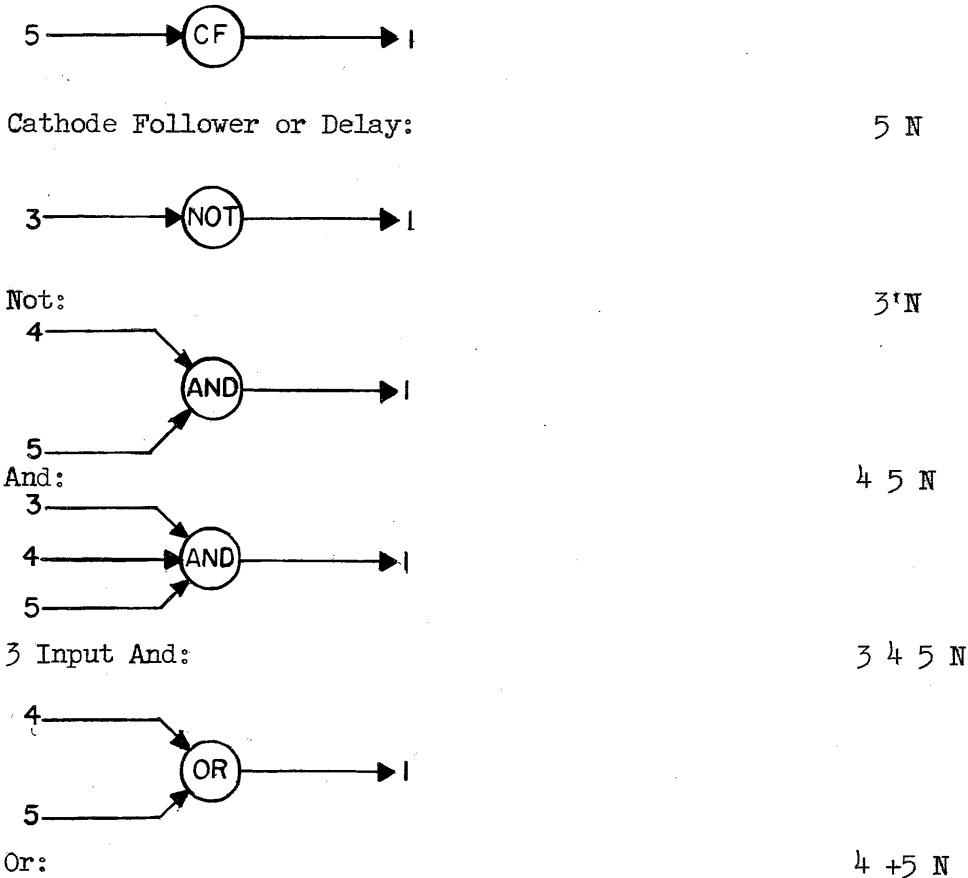 5 CF 1
Cathode Follower or Delay: 5 N
3 NOT 1
Not: 3'N
4
AND 1
5
And: 4 5 N
3
4 AND 1
5
3 Input And: 3 4 5 N
4
OR 1
5
Or: 4 +5 N